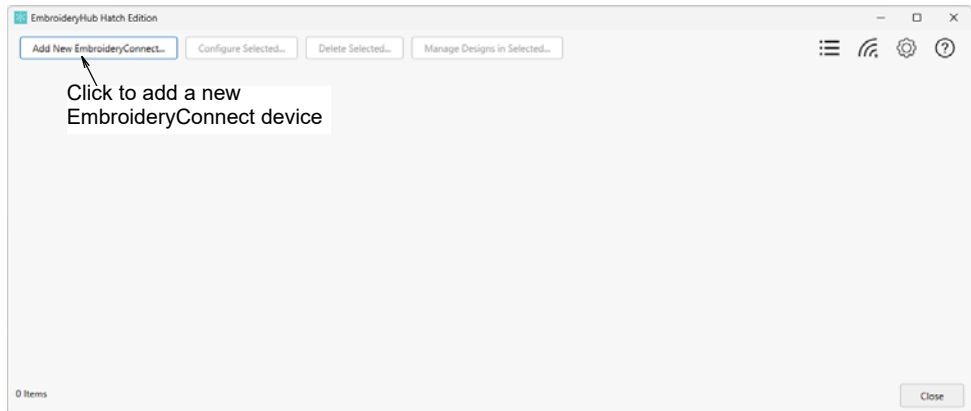 EmbroideryHub Hatch Edition
Add New EmbroideryConnect...
Configure Selected...
Delete Selected...
Manage Designs in Selected...
Click to add a new
EmbroideryConnect device
0 Items
Close